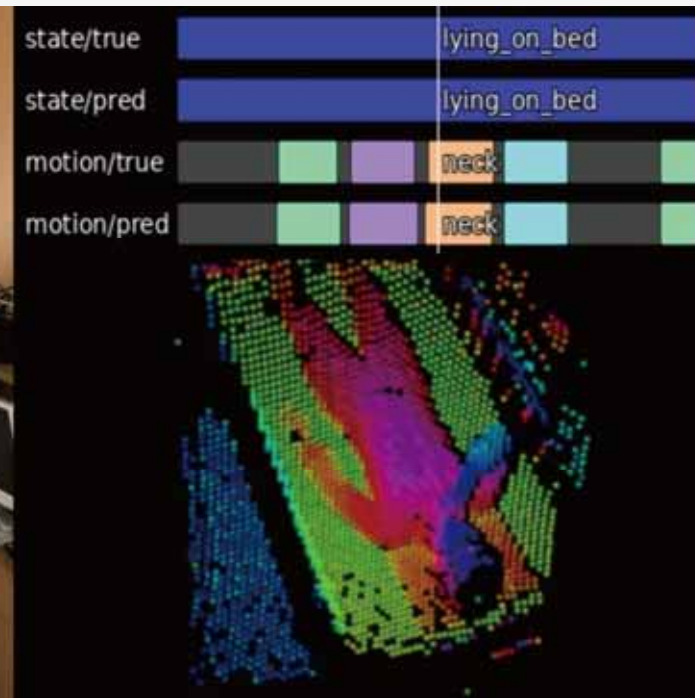 state/true lying_on_bed
state/pred lying_on_bed
motion/true neck
motion/pred neck